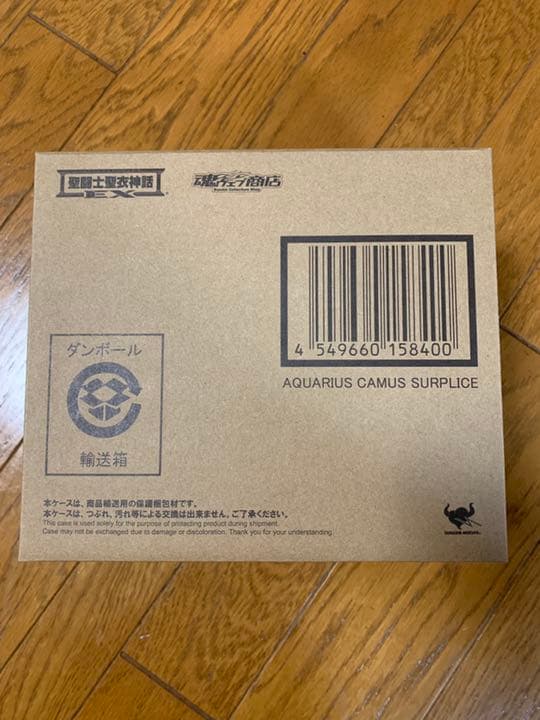 聖闘士聖衣神話
EX
魂ウェブ商店
Tamashii Collectors Shop
4 549660 158400
AQUARIUS CAMUS SURPLICE
ダンボール
輸送箱
本ケースは、商品輸送用の保護梱包材です。
本ケースは、つぶれ、汚れ等による交換は出来ません。ご了承ください。
This case is used solely for the purpose of protecting product during shipment.
Case may not be exchanged due to damage or discoloration. Thank you for your understanding.